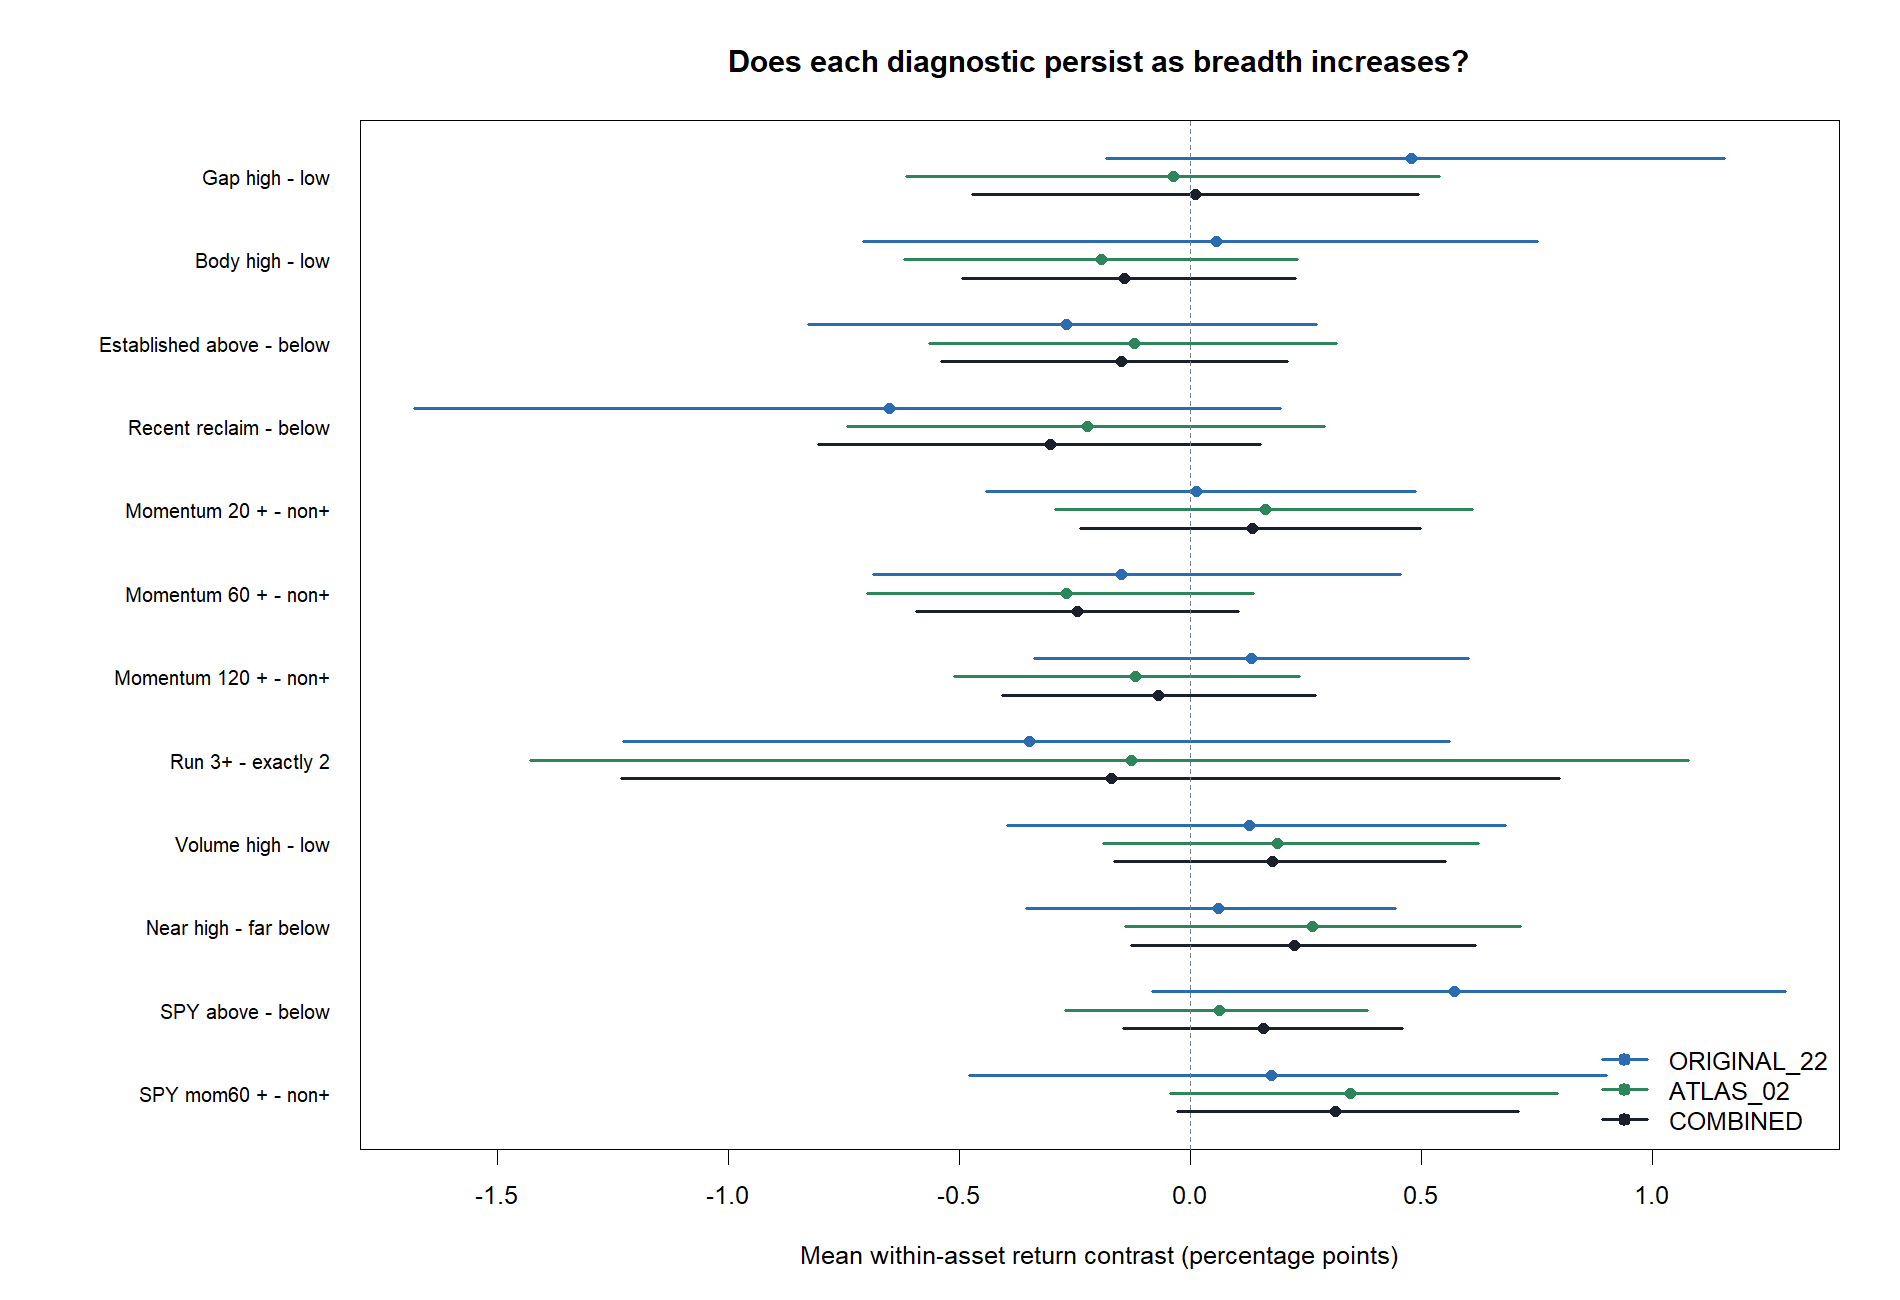 Does each diagnostic persist as breadth increases?
Gap high - low
Body high - low
Established above - below
Recent reclaim - below
Momentum 20 + - non+
Momentum 60 + - non+
Momentum 120 + - non+
Run 3+ - exactly 2
Volume high - low
Near high - far below
SPY above - below
SPY mom60 + - non+
ORIGINAL_22
ATLAS_02
COMBINED
-1.5 -1.0 -0.5 0.0 0.5 1.0
Mean within-asset return contrast (percentage points)